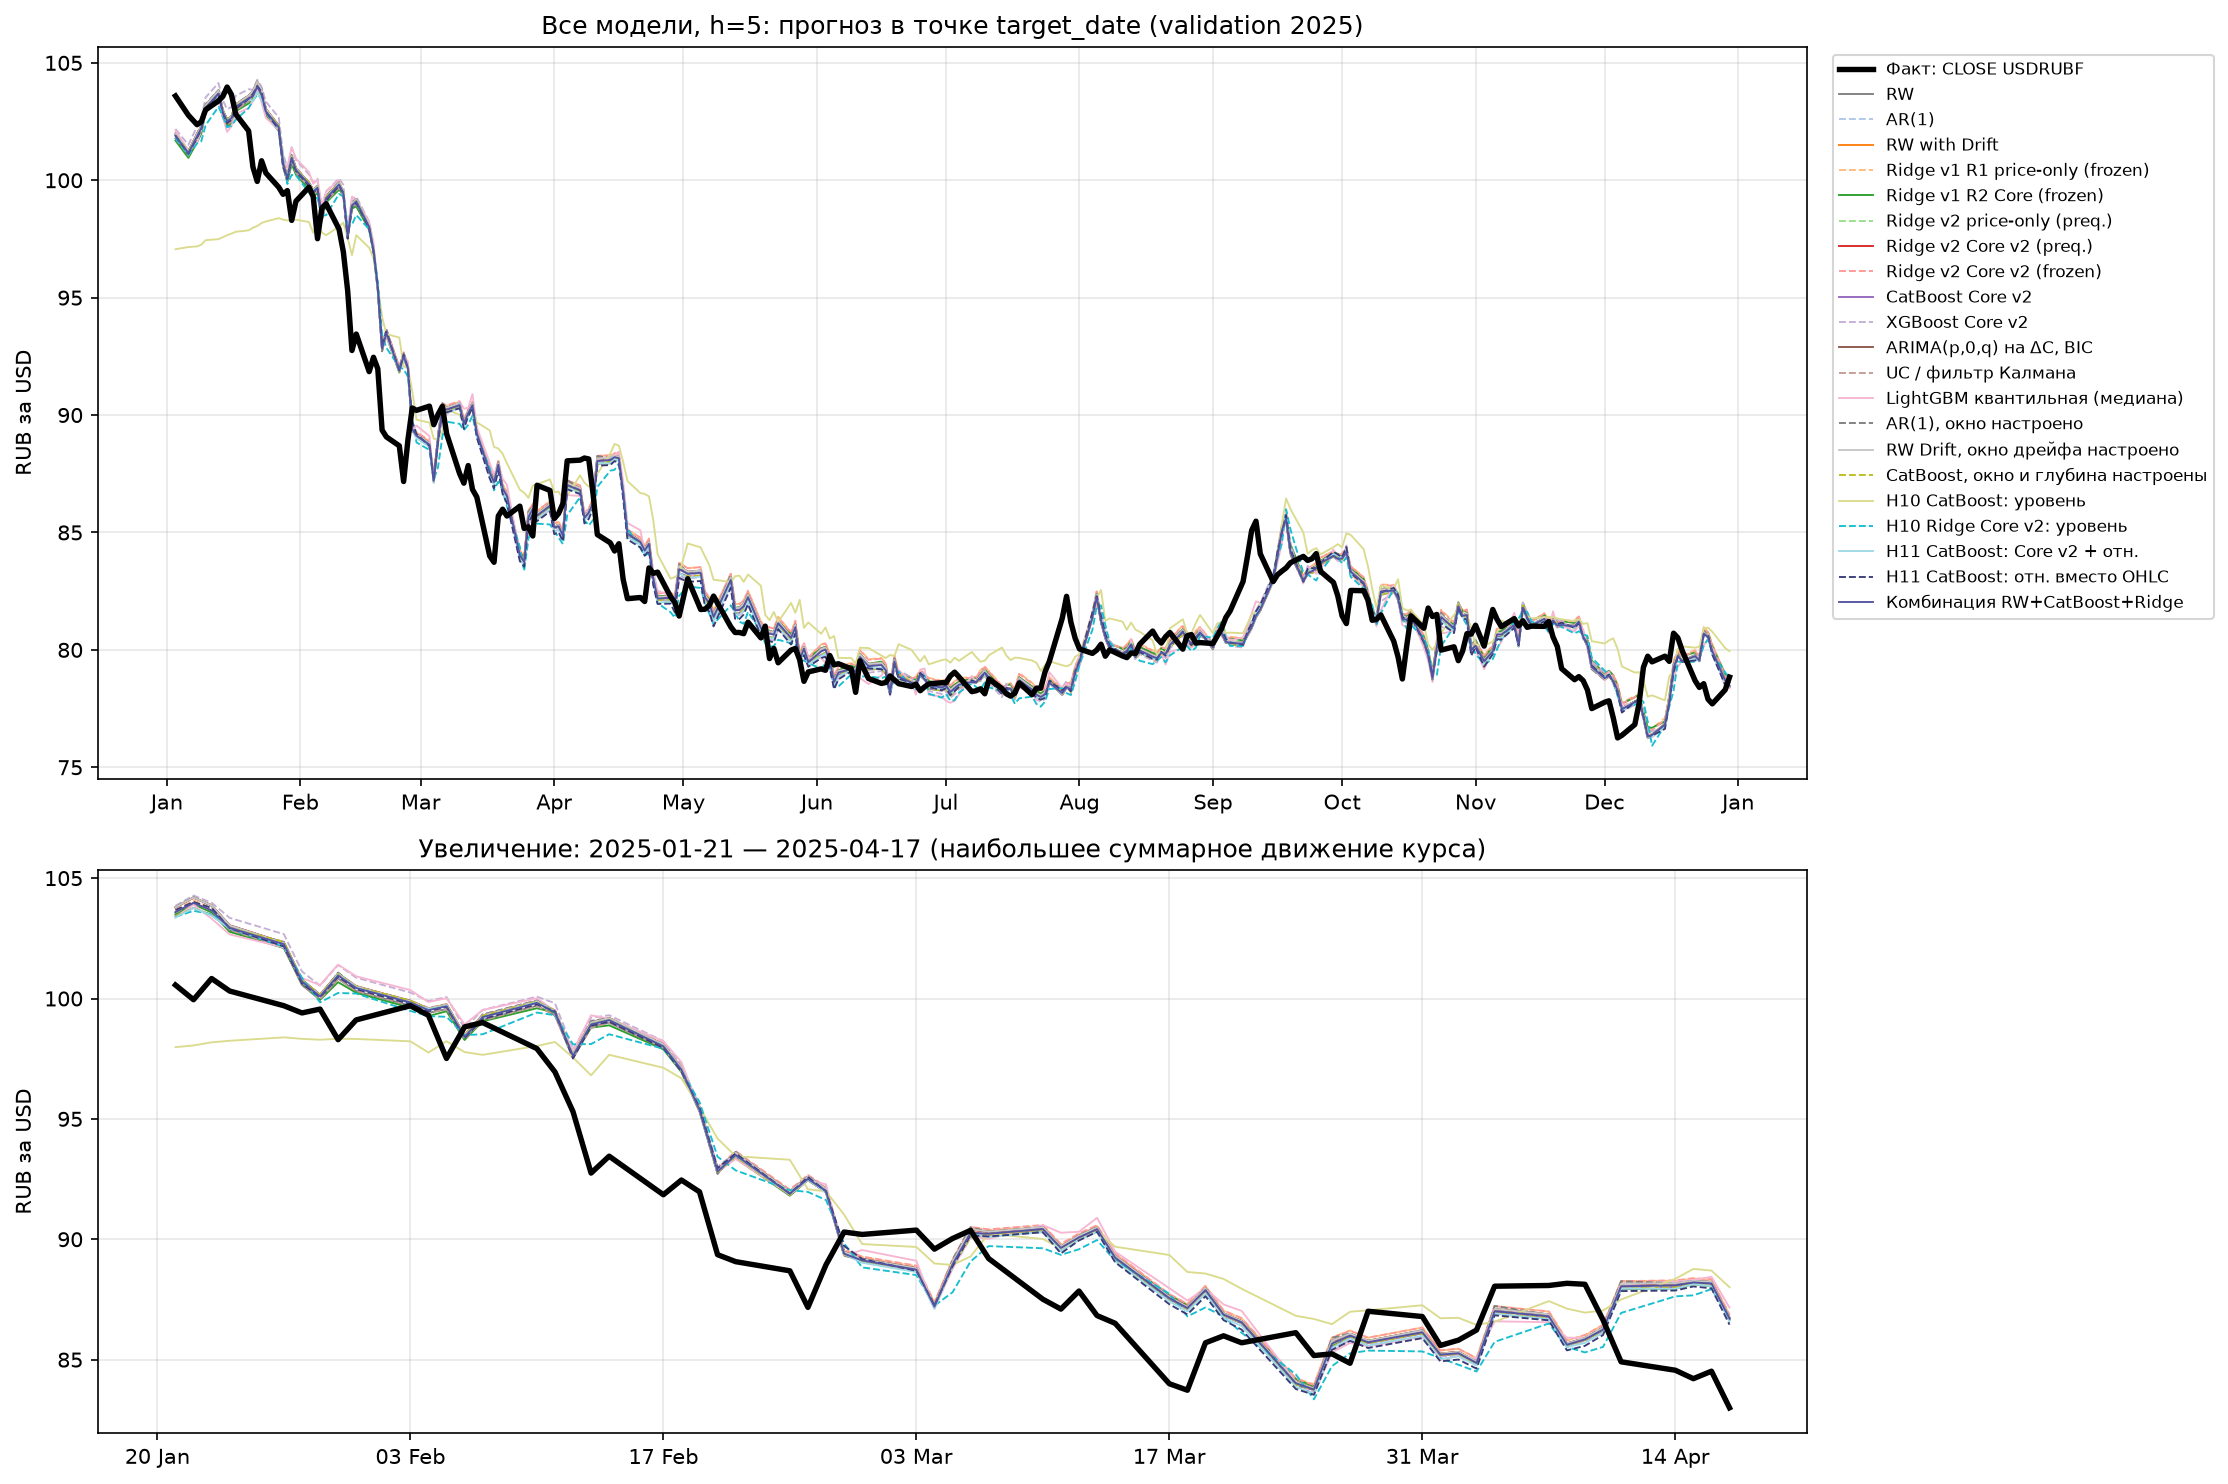 Все модели, h=5: прогноз в точке target_date (validation 2025)
105
100
95
90
85
80
75
RUB за USD
Jan
Feb
Mar
Apr
May
Jun
Jul
Aug
Sep
Oct
Nov
Dec
Jan
Факт: CLOSE USDRUBF
RW
AR(1)
RW with Drift
Ridge v1 R1 price-only (frozen)
Ridge v1 R2 Core (frozen)
Ridge v2 price-only (preq.)
Ridge v2 Core v2 (preq.)
Ridge v2 Core v2 (frozen)
CatBoost Core v2
XGBoost Core v2
ARIMA(p,0,q) на ΔC, BIC
UC / фильтр Калмана
LightGBM квантильная (медиана)
AR(1), окно настроено
RW Drift, окно дрейфа настроено
CatBoost, окно и глубина настроены
H10 CatBoost: уровень
H10 Ridge Core v2: уровень
H11 CatBoost: Core v2 + отн.
H11 CatBoost: отн. вместо OHLC
Комбинация RW+CatBoost+Ridge
Увеличение: 2025-01-21 — 2025-04-17 (наибольшее суммарное движение курса)
105
100
95
90
85
RUB за USD
20 Jan
03 Feb
17 Feb
03 Mar
17 Mar
31 Mar
14 Apr